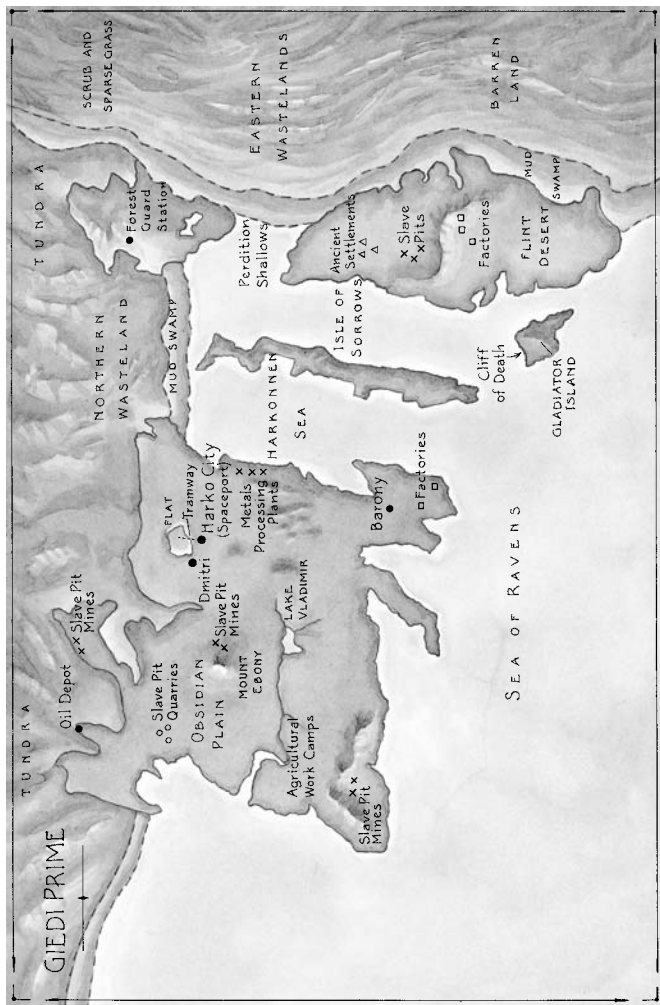 GIEDI PRIME
TUNDRA
Oil Depot
Slave Pit
Mines
NORTHERN
WASTELAND
TUNDRA
SCRUB AND
SPARSE GRASS
Forest
Guard
Station
MUD SWAMP
EASTERN
WASTELANDS
Slave Pit
Quarries
OBSIDIAN
PLAIN
FLAT
Tramway
Dmitri
Harko City
(Spaceport)
Slave Pit
Mines
MOUNT
EBONY
Metals
Processing
Plants
HARKONNEN
SEA
Perdition
Shallows
LAKE
VLADIMIR
Agricultural
Work Camps
ISLE OF
SORROWS
Ancient
Settlements
Slave
Pits
Slave Pit
Mines
Barony
Factories
Factories
BARREN
LAND
MUD
SWAMP
FLINT
DESERT
Cliff
of Death
GLADIATOR
ISLAND
SEA OF RAVENS